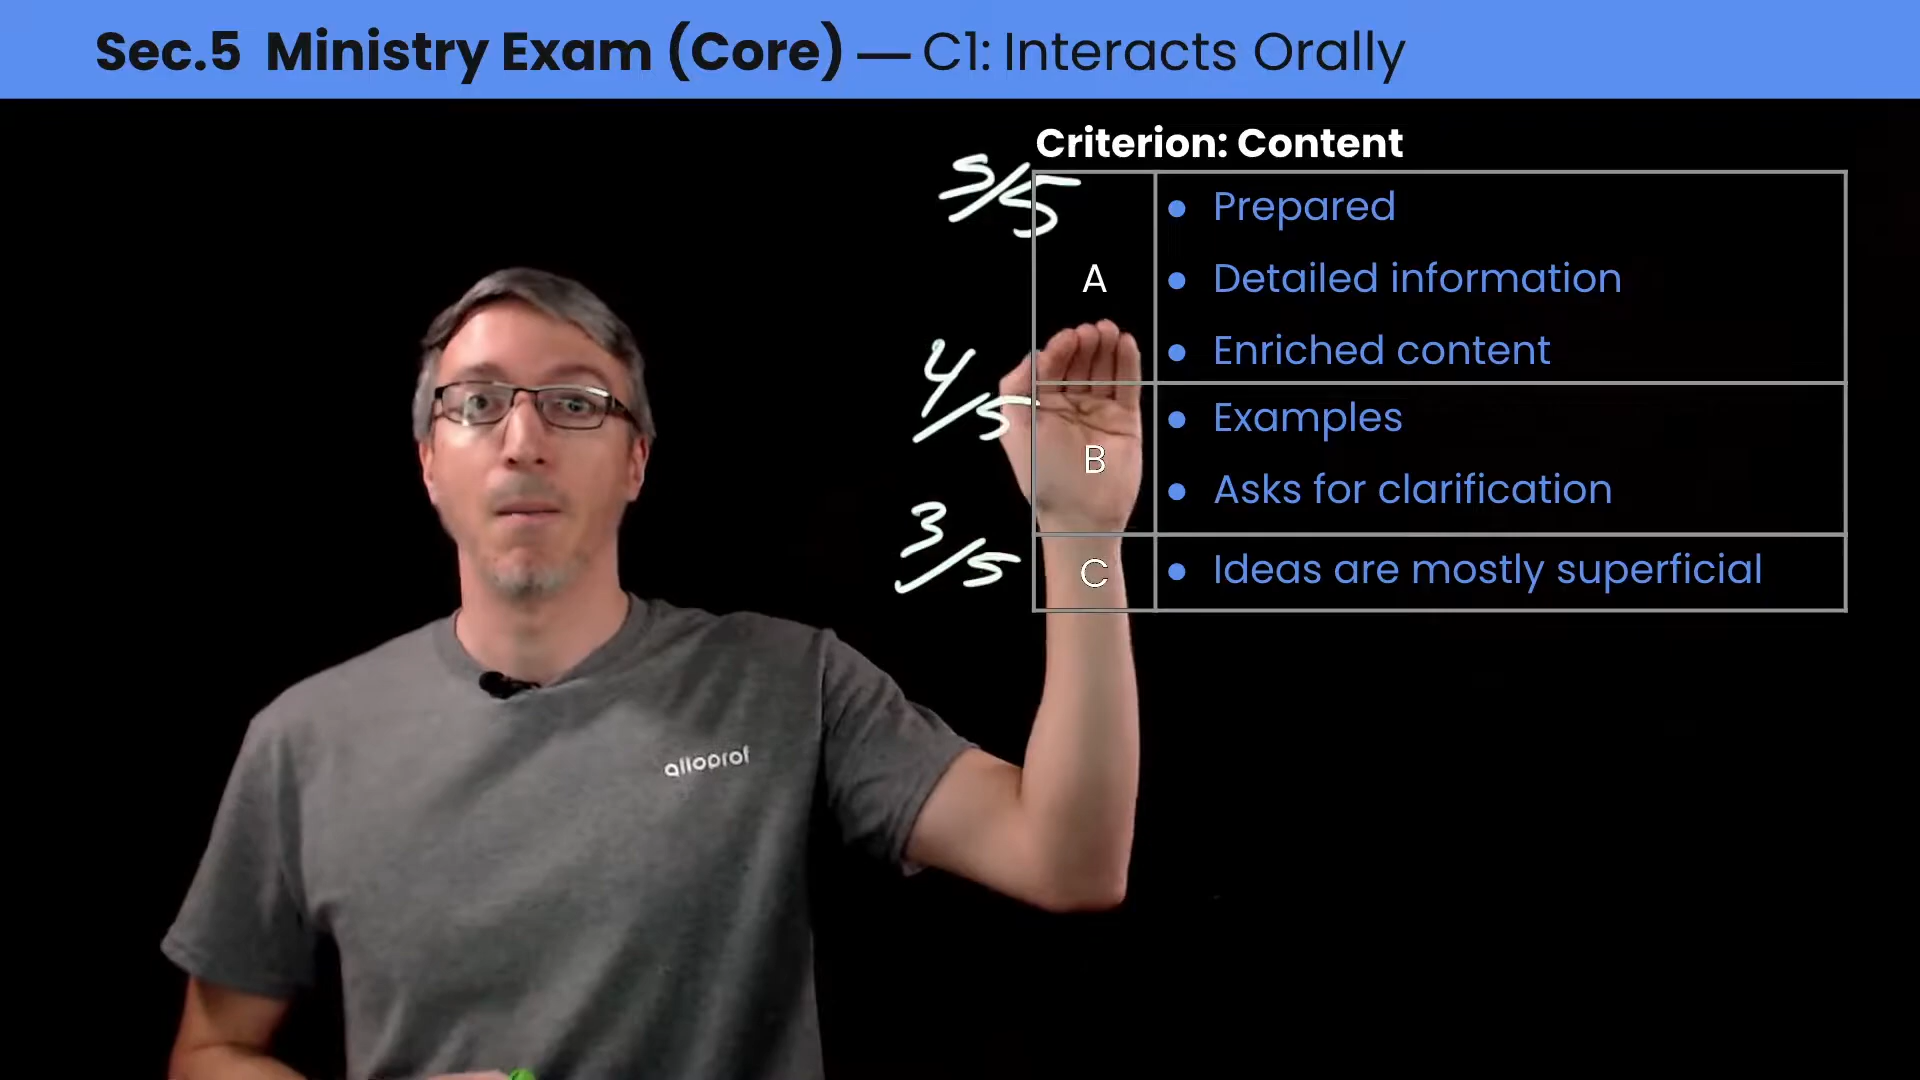 Sec.5 Ministry Exam (Core) — C1: Interacts Orally
Criterion: Content
5/5
A
● Prepared
● Detailed information
● Enriched content
4/5
B
● Examples
● Asks for clarification
3/5
C
● Ideas are mostly superficial
alloprof